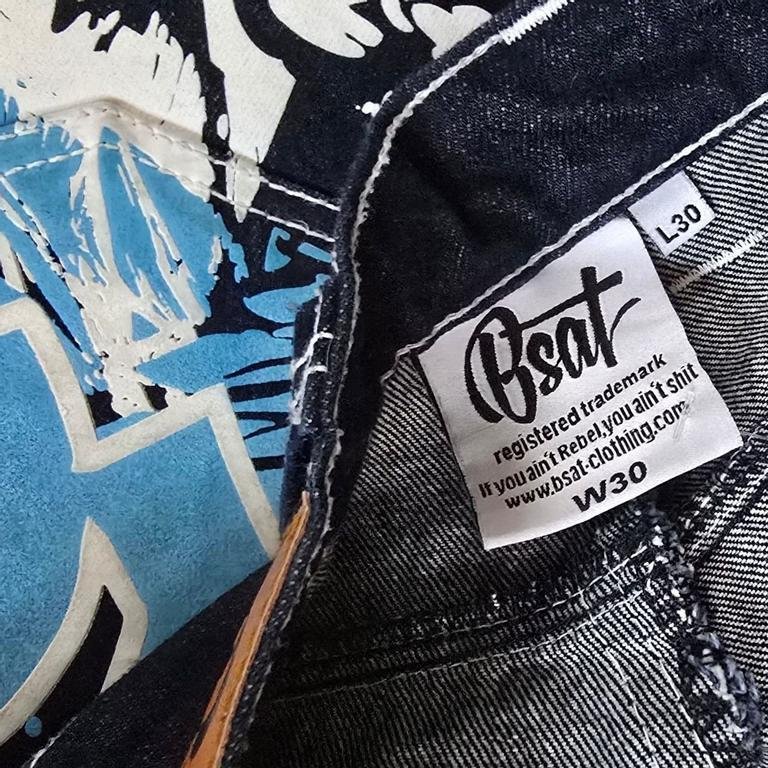 L30
Bsat
registered trademark
If you ain't Rebel,you ain't shit
www.bsat-clothing.com
W30